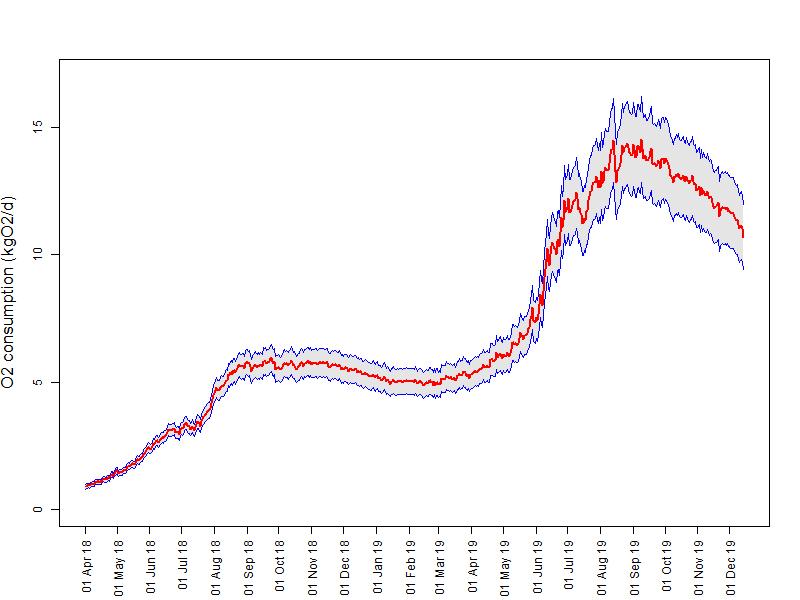 O2 consumption (kgO2/d)
15
10
5
0
01 Apr 18
01 May 18
01 Jun 18
01 Jul 18
01 Aug 18
01 Sep 18
01 Oct 18
01 Nov 18
01 Dec 18
01 Jan 19
01 Feb 19
01 Mar 19
01 Apr 19
01 May 19
01 Jun 19
01 Jul 19
01 Aug 19
01 Sep 19
01 Oct 19
01 Nov 19
01 Dec 19